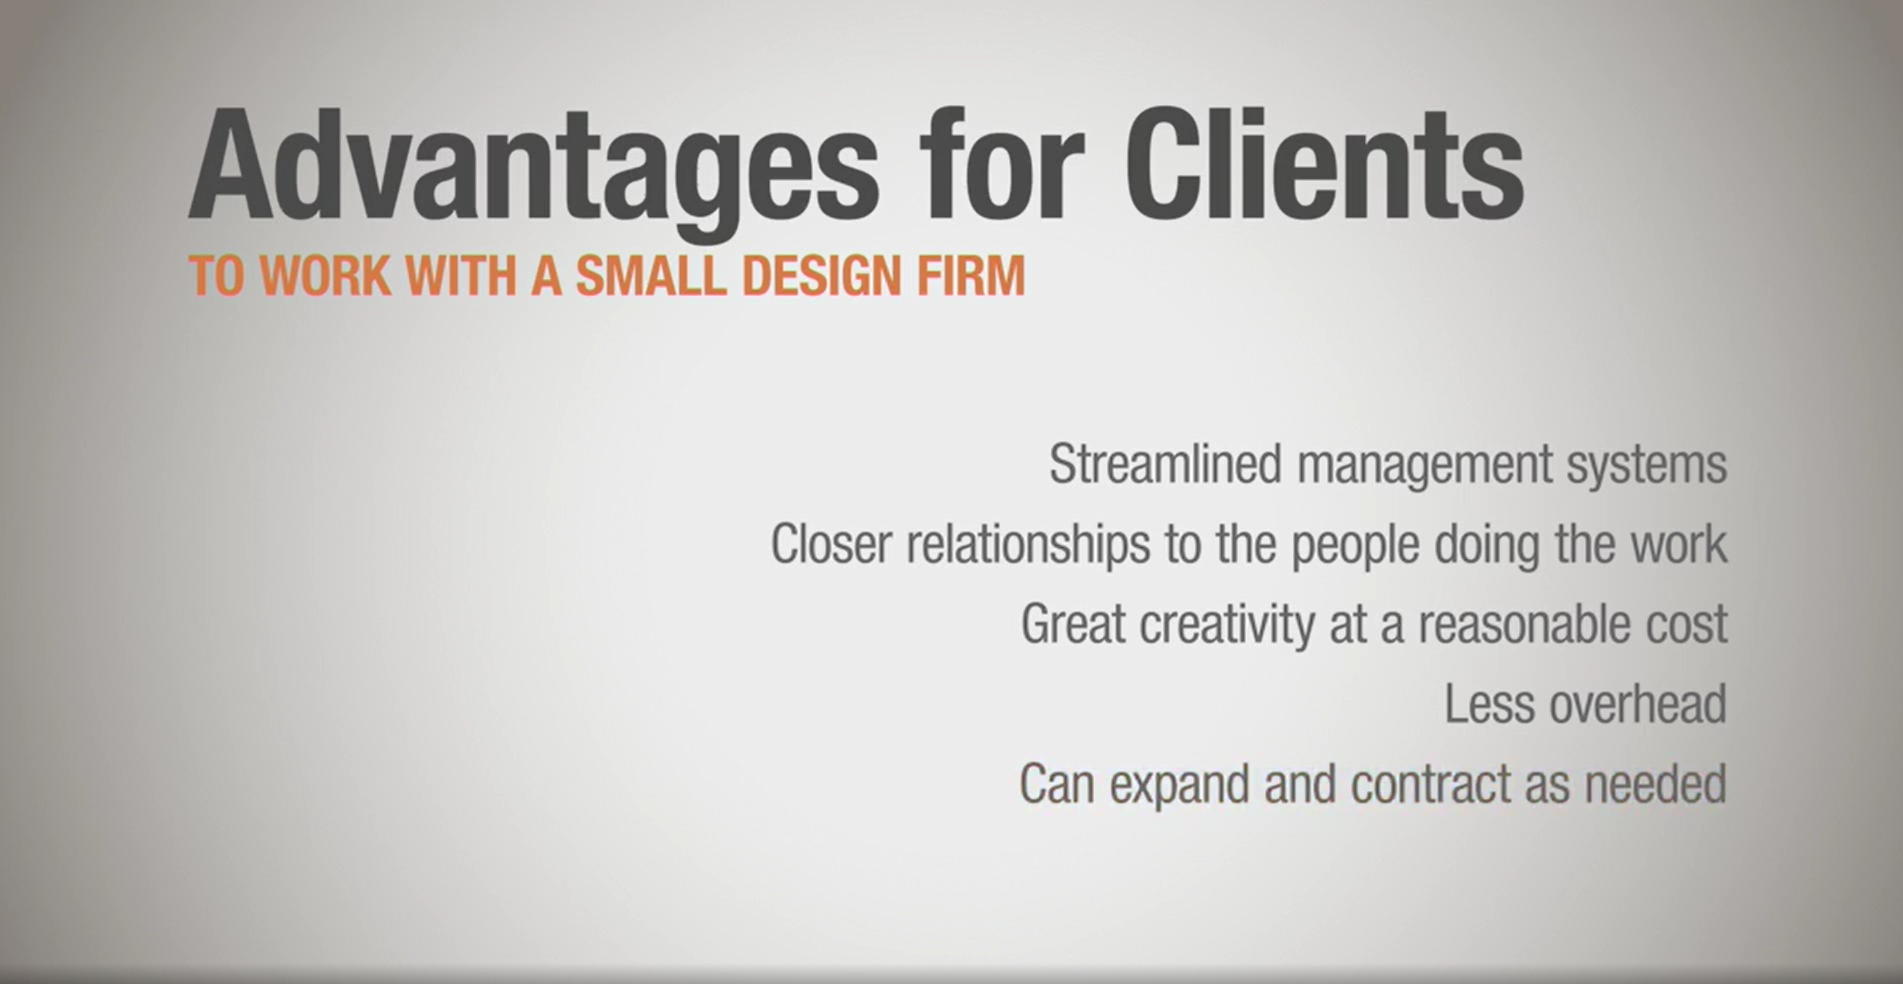 Advantages for Clients
TO WORK WITH A SMALL DESIGN FIRM
Streamlined management systems
Closer relationships to the people doing the work
Great creativity at a reasonable cost
Less overhead
Can expand and contract as needed